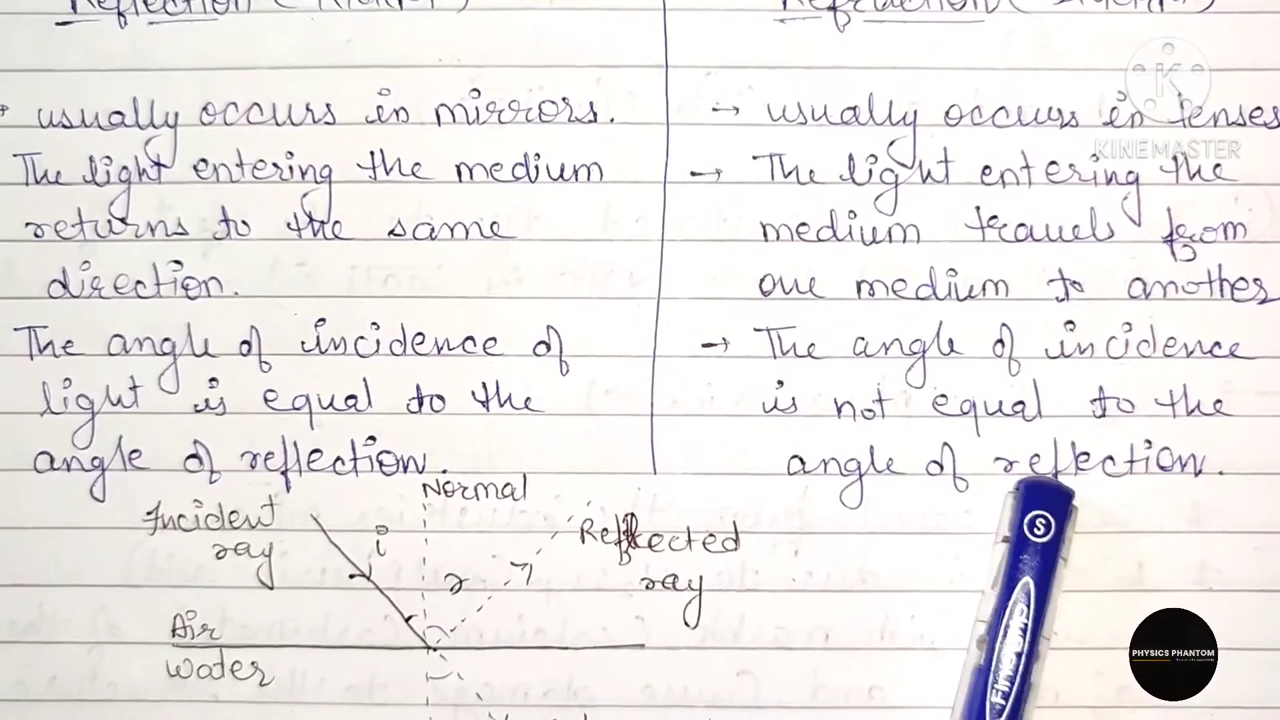 Reflection (
Refraction (
usually occurs in mirrors.
The light entering the medium
returns to the same
direction.
The angle of incidence of
light is equal to the
angle of reflection.
→ usually occurs in lenses
→ The light entering the
medium travels from
one medium to another
→ The angle of incidence
is not equal to the
angle of reflection.
Normal
Incident
ray
i
r
Reflected
ray
Air
water
K
KINEMASTER
S
PHYSICS PHANTOM